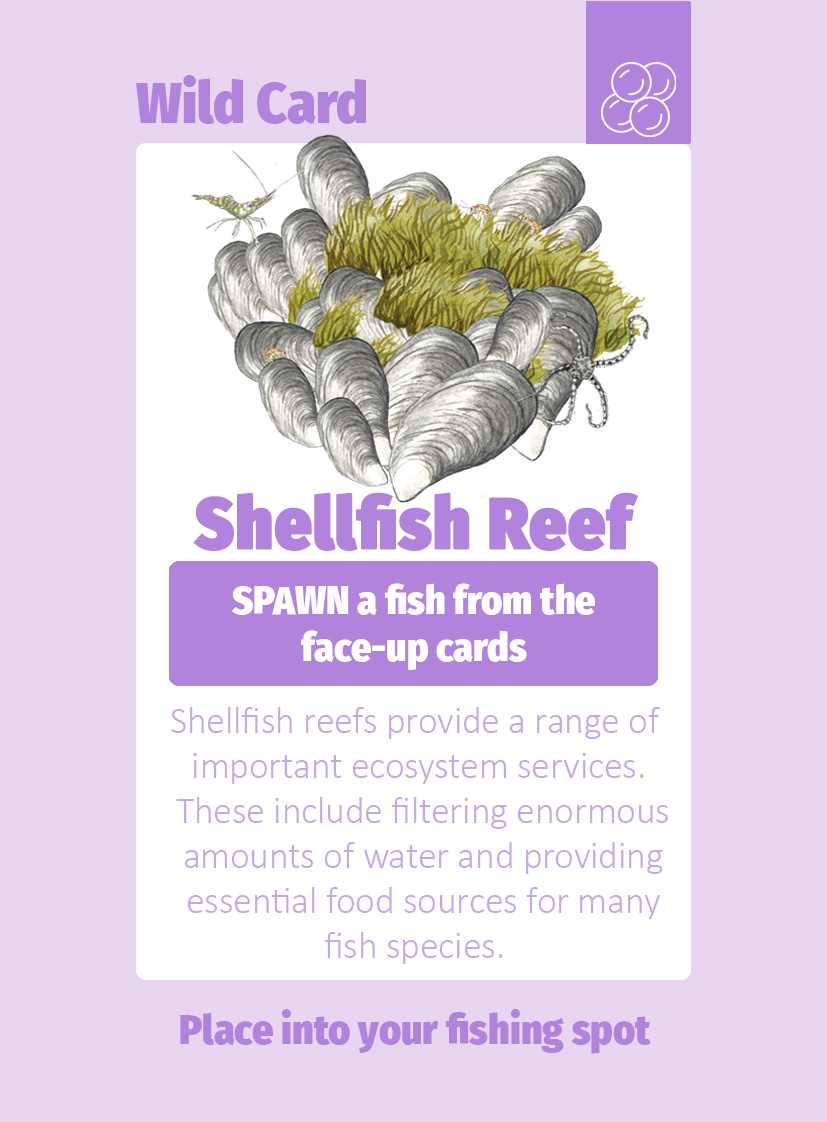 Wild Card
Shellfish Reef
SPAWN a fish from the
face-up cards
Shellfish reefs provide a range of
important ecosystem services.
These include filtering enormous
amounts of water and providing
essential food sources for many
fish species.
Place into your fishing spot